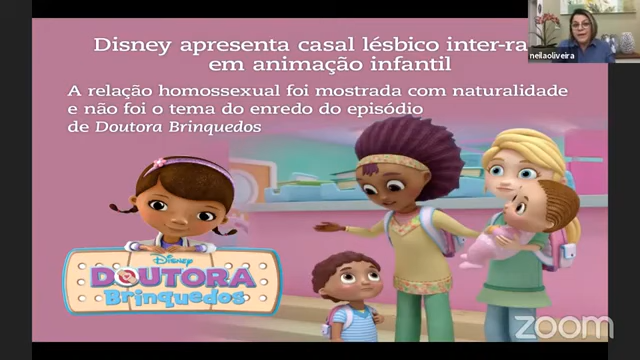 Disney apresenta casal lésbico inter-ra
em animação infantil
A relação homossexual foi mostrada com naturalidade
e não foi o tema do enredo do episódio
de Doutora Brinquedos
neilaoliveira
Disney
DOUTORA
Brinquedos
zoom